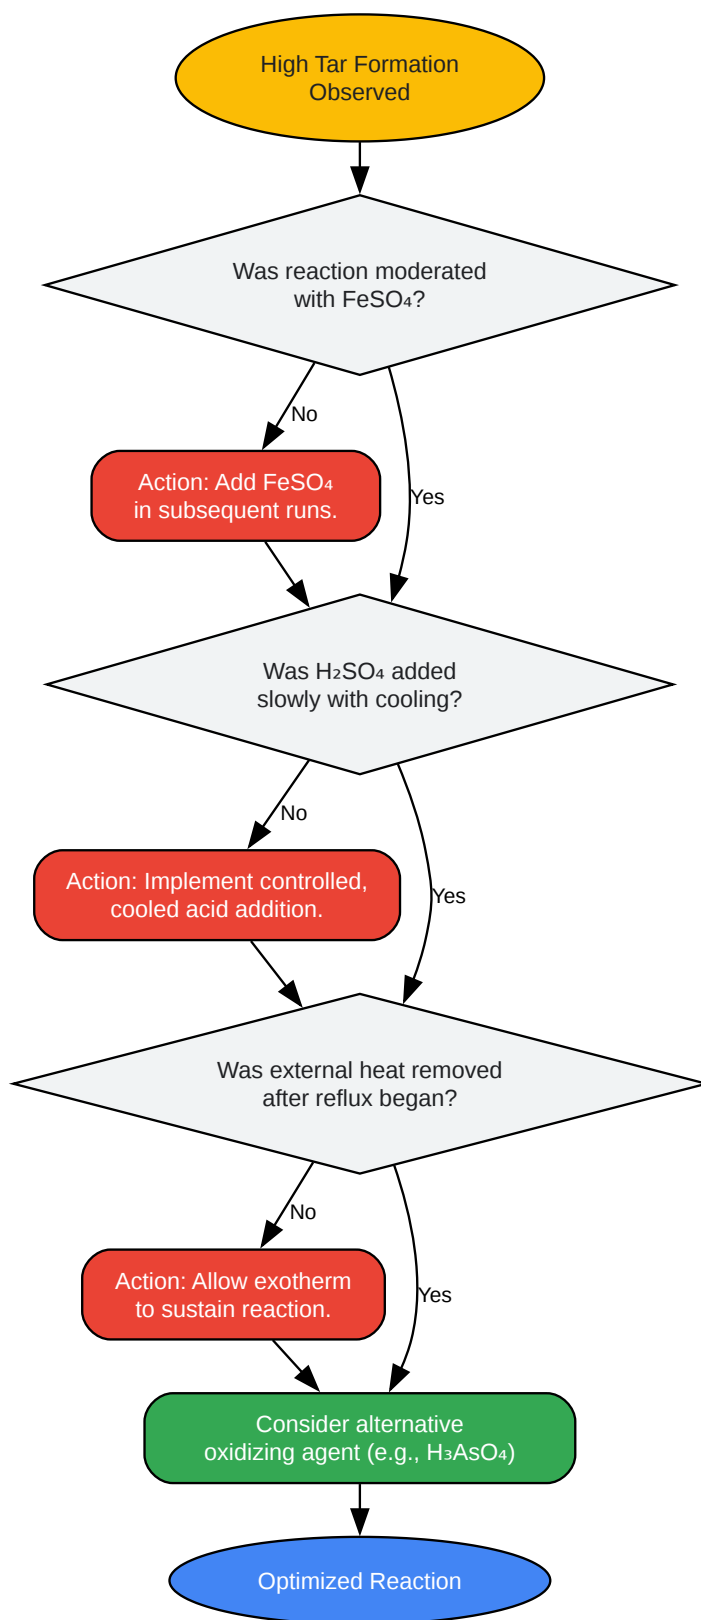 High Tar Formation
Observed
Was reaction moderated
with FeSO₄?
No
Yes
Action: Add FeSO₄
in subsequent runs.
Was H₂SO₄ added
slowly with cooling?
No
Yes
Action: Implement controlled,
cooled acid addition.
Was external heat removed
after reflux began?
No
Yes
Action: Allow exotherm
to sustain reaction.
Consider alternative
oxidizing agent (e.g., H₃AsO₄)
Optimized Reaction